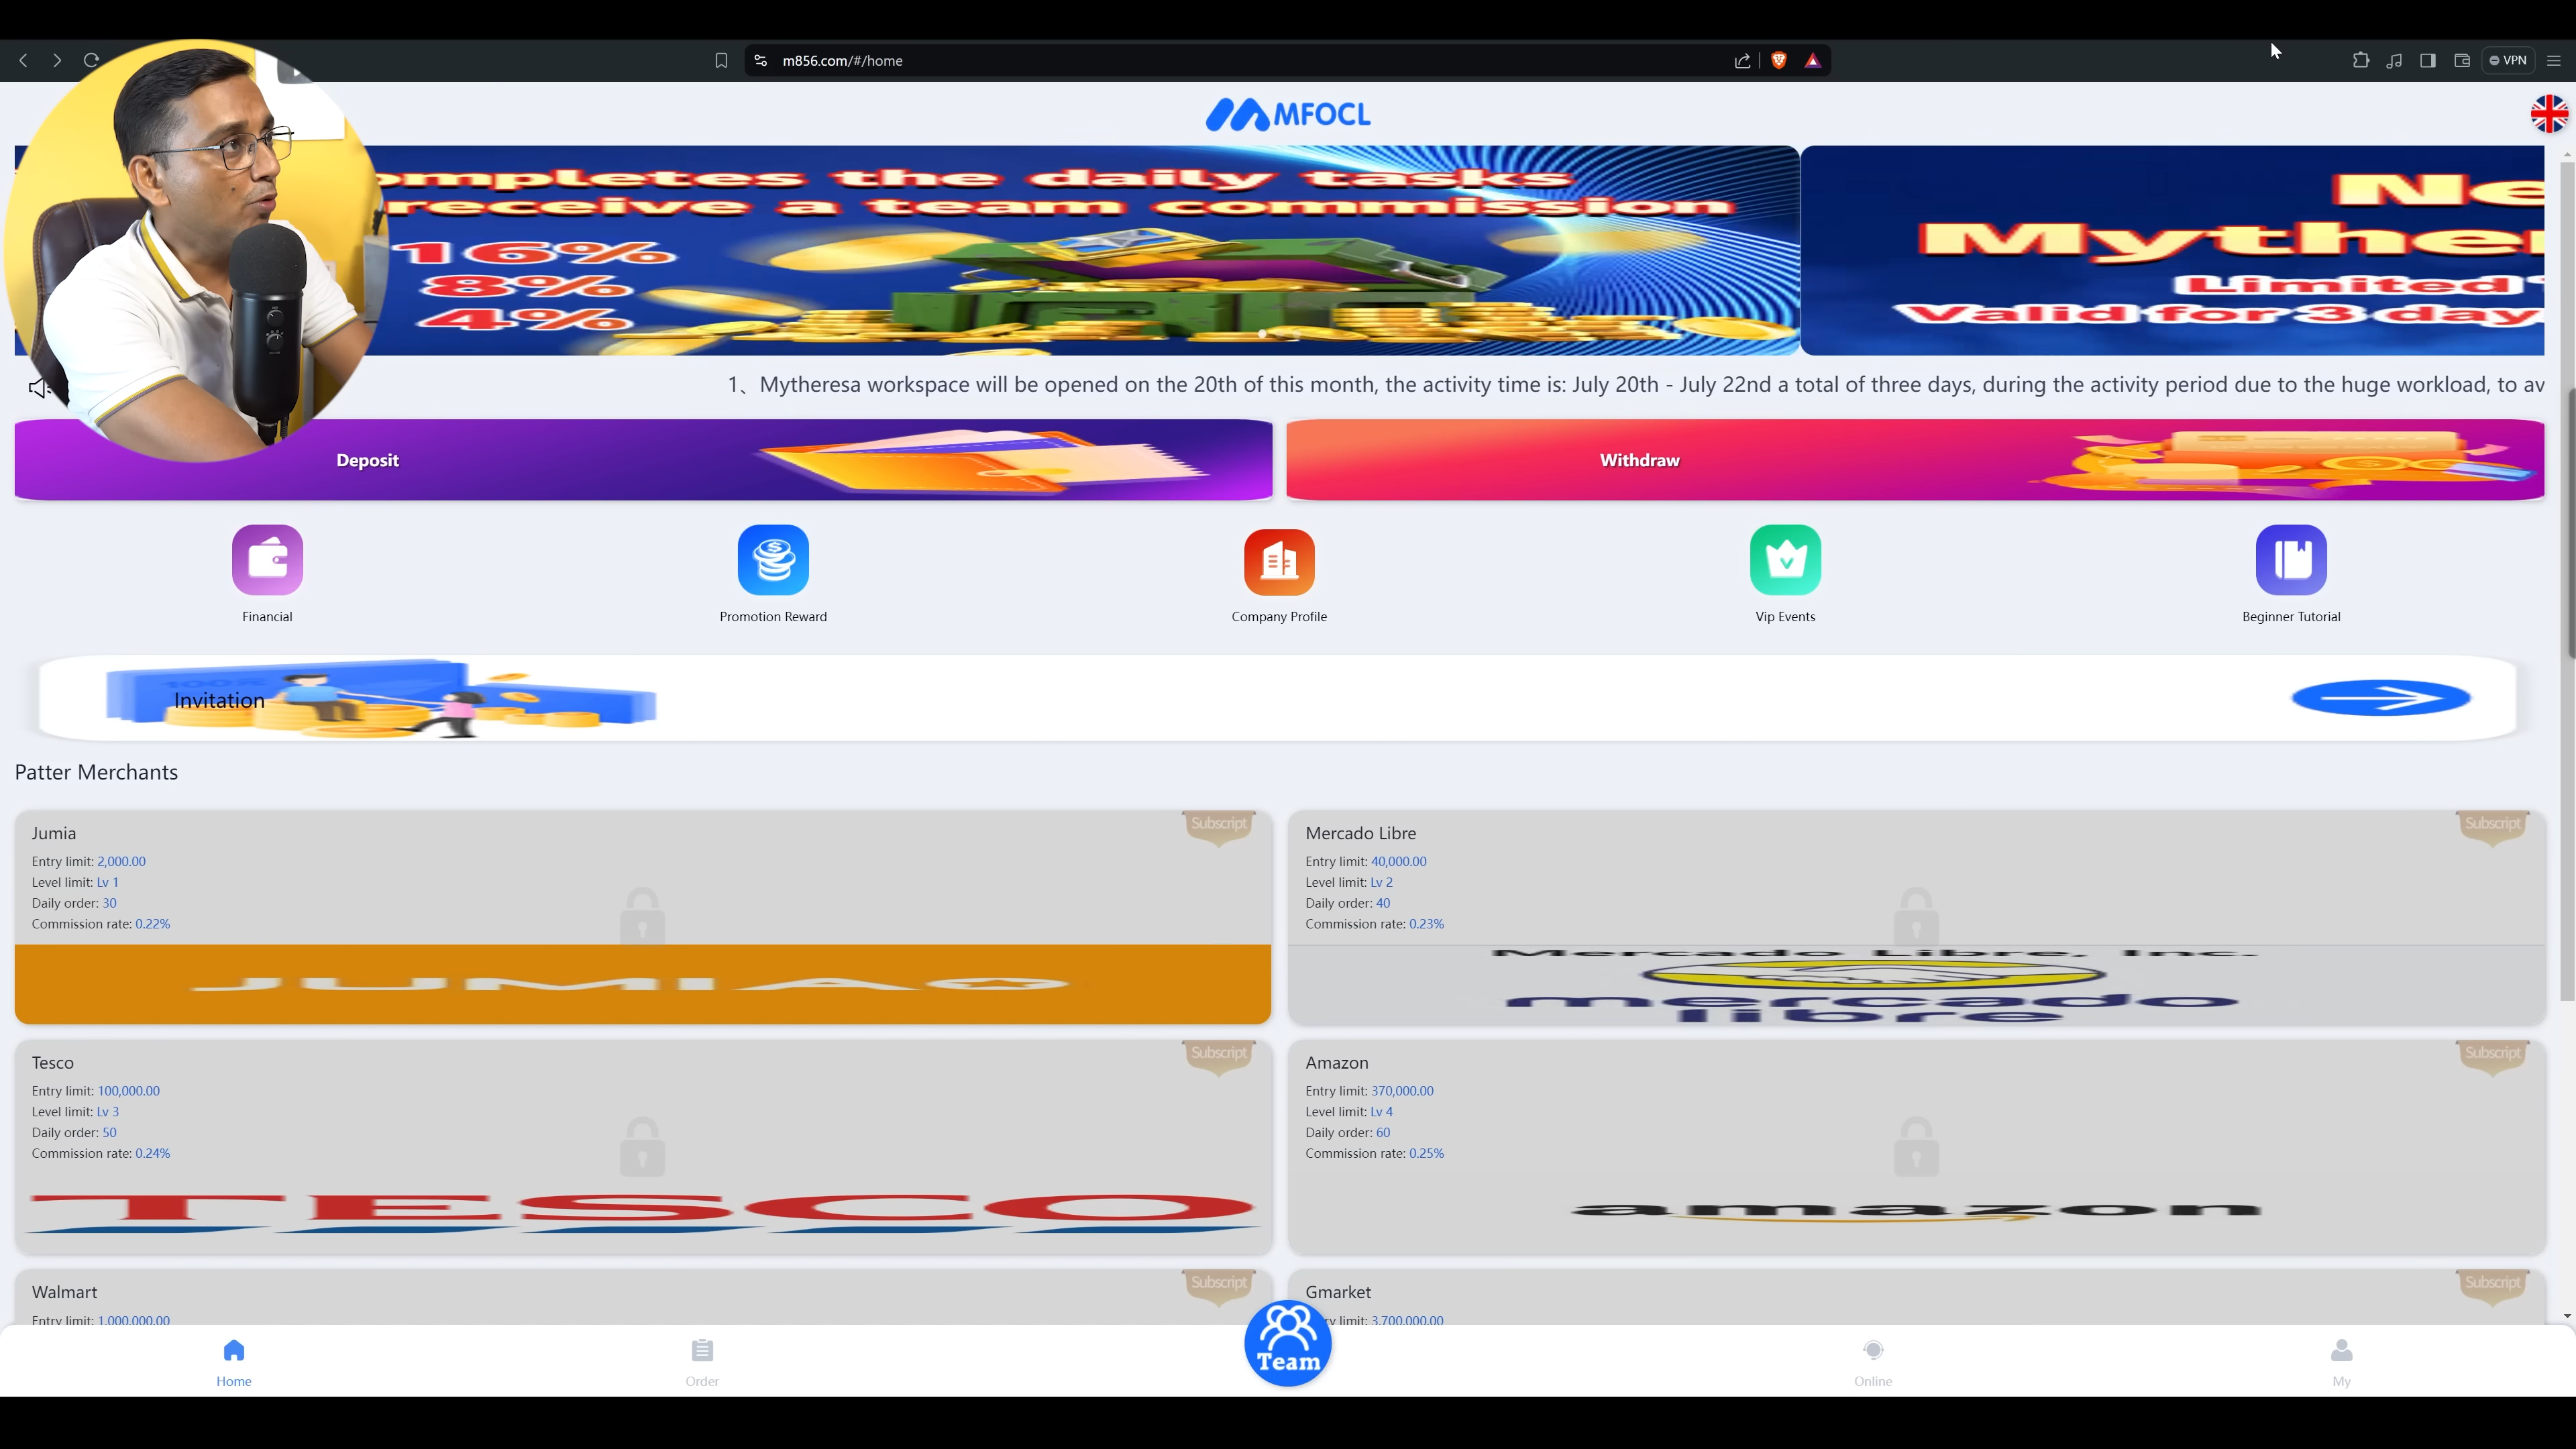 m856.com/#/home
VPN
MFOCL
ompletes the daily tasks
receive a team commission
16%
8%
4%
Ne
Myther
Limited
Valid for 3 day
1、Mytheresa workspace will be opened on the 20th of this month, the activity time is: July 20th - July 22nd a total of three days, during the activity period due to the huge workload, to av
Deposit
Withdraw
Financial
Promotion Reward
Company Profile
Vip Events
Beginner Tutorial
Invitation
Patter Merchants
Jumia
Subscript
Entry limit: 2,000.00
Level limit: Lv 1
Daily order: 30
Commission rate: 0.22%
JUMIA
Mercado Libre
Subscript
Entry limit: 40,000.00
Level limit: Lv 2
Daily order: 40
Commission rate: 0.23%
Mercado Libre, Inc.
mercado
libre
Tesco
Subscript
Entry limit: 100,000.00
Level limit: Lv 3
Daily order: 50
Commission rate: 0.24%
TESCO
Amazon
Subscript
Entry limit: 370,000.00
Level limit: Lv 4
Daily order: 60
Commission rate: 0.25%
amazon
Walmart
Subscript
Entry limit: 1,000,000.00
Gmarket
Subscript
ry limit: 3,700,000.00
Home
Order
Team
Online
My